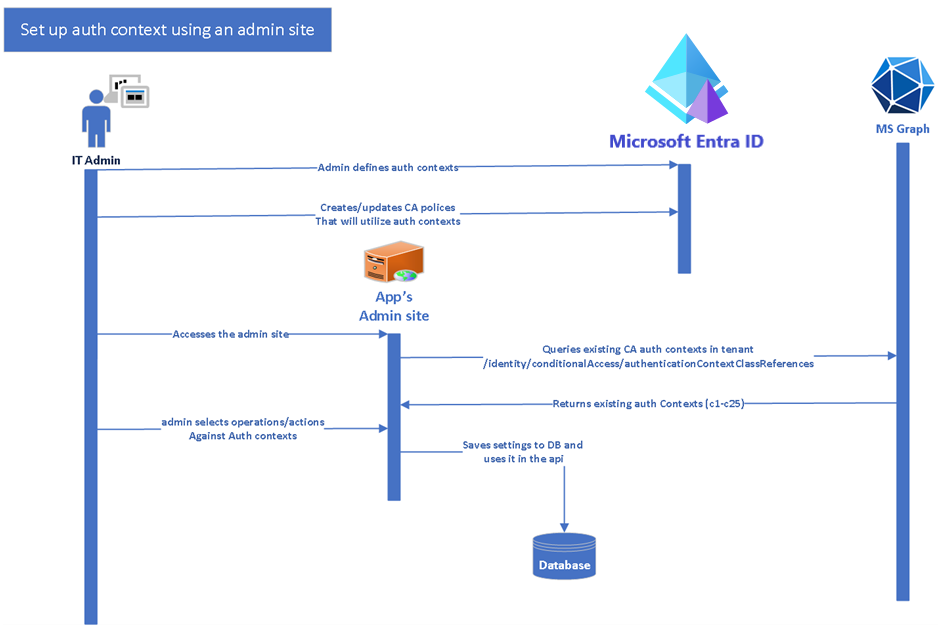 Set up auth context using an admin site
IT Admin
Microsoft Entra ID
MS Graph
Admin defines auth contexts
Creates/updates CA polices
That will utilize auth contexts
App's
Admin site
Accesses the admin site
Queries existing CA auth contexts in tenant
/identity/conditionalAccess/authenticationContextClassReferences
Returns existing auth Contexts (c1-c25)
admin selects operations/actions
Against Auth contexts
Saves settings to DB and
uses it in the api
Database